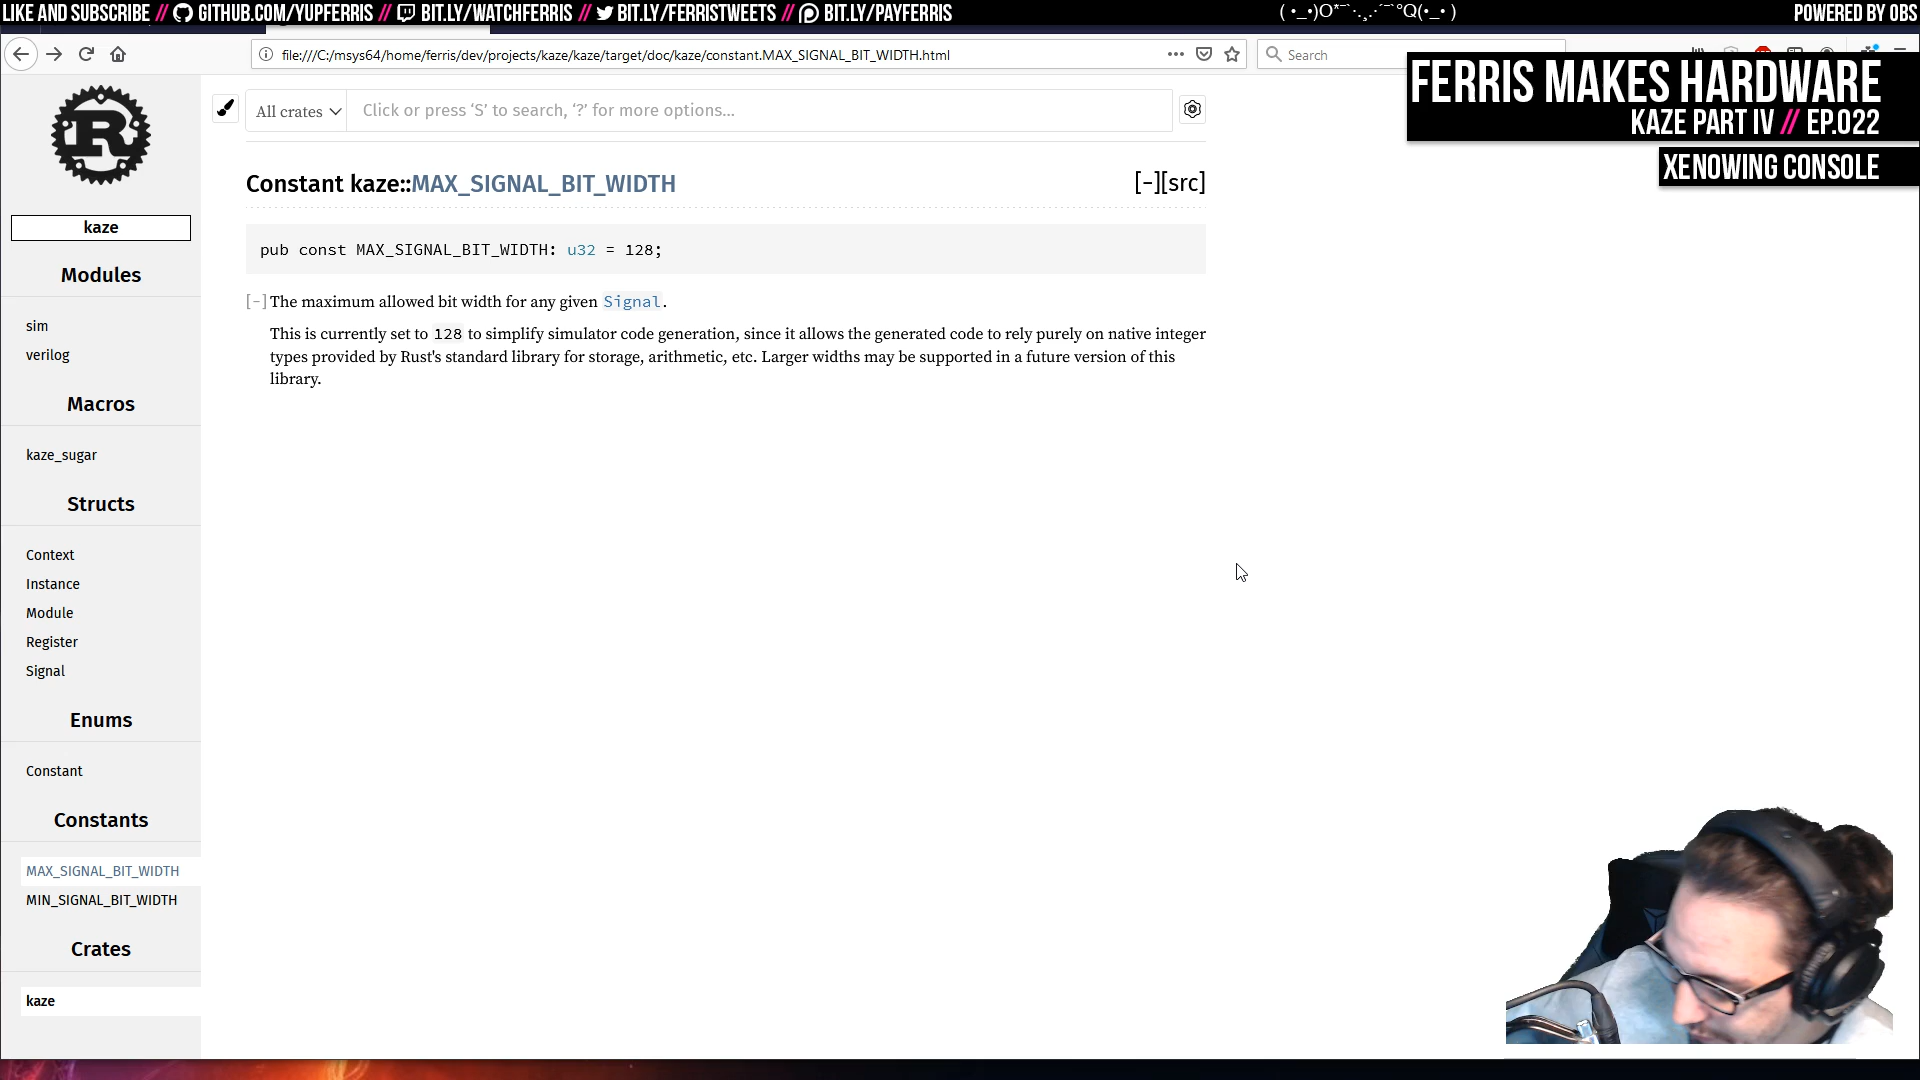 LIKE AND SUBSCRIBE // GITHUB.COM/YUPFERRIS // BIT.LY/WATCHFERRIS // BIT.LY/FERRISTWEETS // BIT.LY/PAYFERRIS
POWERED BY OBS
file:///C:/msys64/home/ferris/dev/projects/kaze/kaze/target/doc/kaze/constant.MAX_SIGNAL_BIT_WIDTH.html
Search
FERRIS MAKES HARDWARE
KAZE PART IV // EP.022
XENOWING CONSOLE
All crates
Click or press ‘S’ to search, ‘?’ for more options…
Constant kaze::MAX_SIGNAL_BIT_WIDTH
[−][src]
pub const MAX_SIGNAL_BIT_WIDTH: u32 = 128;
[−] The maximum allowed bit width for any given Signal.
This is currently set to 128 to simplify simulator code generation, since it allows the generated code to rely purely on native integer
types provided by Rust's standard library for storage, arithmetic, etc. Larger widths may be supported in a future version of this
library.
R
kaze
Modules
sim
verilog
Macros
kaze_sugar
Structs
Context
Instance
Module
Register
Signal
Enums
Constant
Constants
MAX_SIGNAL_BIT_WIDTH
MIN_SIGNAL_BIT_WIDTH
Crates
kaze